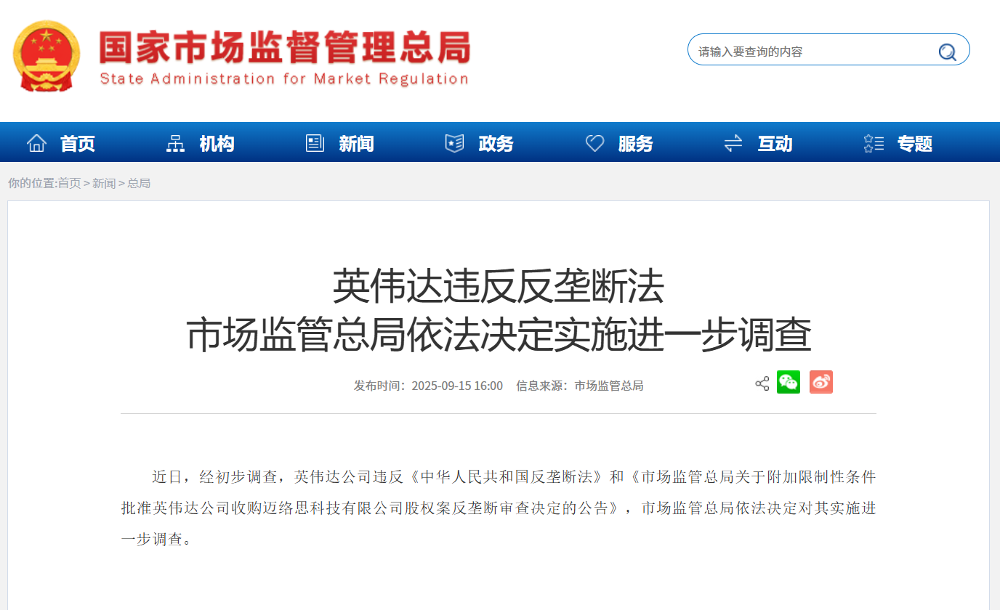 国家市场监督管理总局
State Administration for Market Regulation
请输入要查询的内容
首页 机构 新闻 政务 服务 互动 专题
你的位置:首页 > 新闻 > 总局
英伟达违反反垄断法
市场监管总局依法决定实施进一步调查
发布时间：2025-09-15 16:00 信息来源：市场监管总局
近日，经初步调查，英伟达公司违反《中华人民共和国反垄断法》和《市场监管总局关于附加限制性条件
批准英伟达公司收购迈络思科技有限公司股权案反垄断审查决定的公告》，市场监管总局依法决定对其实施进
一步调查。